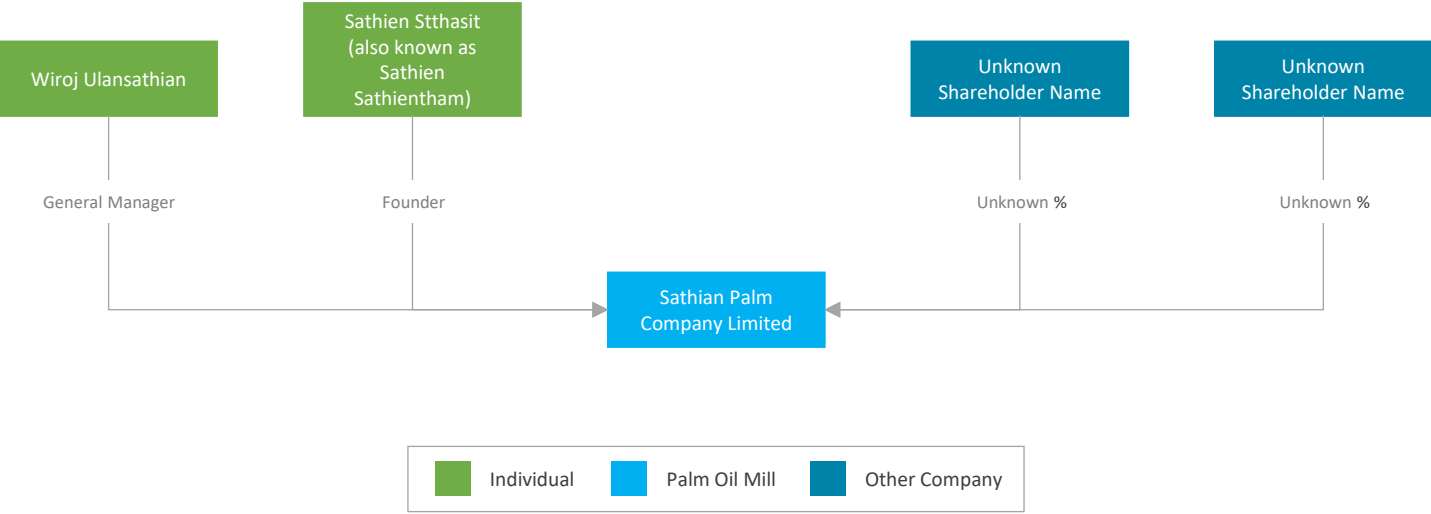 Wiroj Ulansathian
Sathien Stthasit
(also known as
Sathien
Sathientham)
Unknown
Shareholder Name
Unknown
Shareholder Name
General Manager
Founder
Unknown %
Unknown %
Sathian Palm
Company Limited
Individual
Palm Oil Mill
Other Company